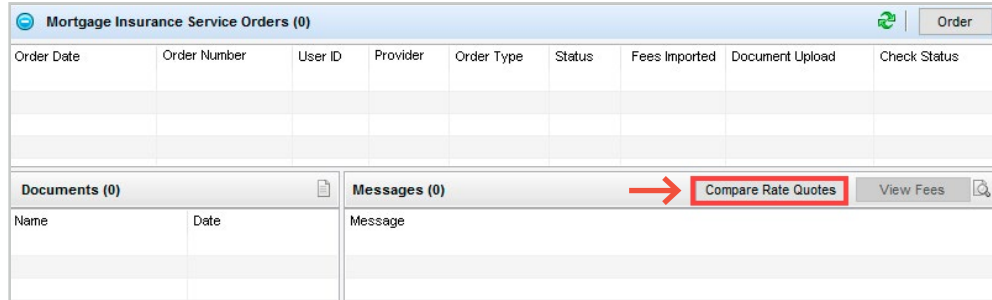 Mortgage Insurance Service Orders (0) Order
Order Date Order Number User ID Provider Order Type Status Fees Imported Document Upload Check Status
Documents (0) Messages (0) Compare Rate Quotes View Fees
Name Date Message